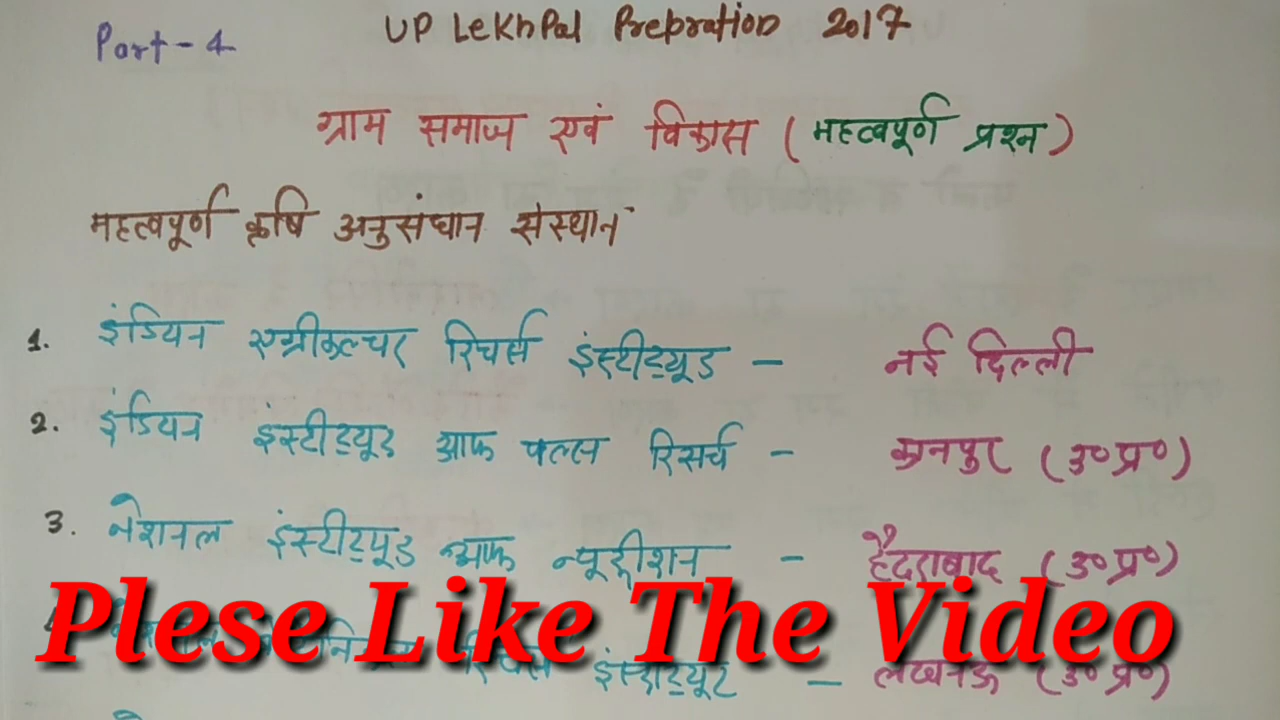 Part-4
UP LekhPal Prepration 2017
ग्राम समाज एवं विकास (महत्वपूर्ण प्रश्न)
महत्वपूर्ण कृषि अनुसंधान संस्थान
1. इंडियन एग्रीकल्चर रिचर्स इंस्टीट्यूट - नई दिल्ली
2. इंडियन इंस्टीट्यूट आफ पल्स रिसर्च - कानपुर (उ०प्र०)
3. नेशनल इंस्टीट्यूट आफ न्यूट्रीशन - हैदराबाद (उ०प्र०)
Plese Like The Video
इंस्टीट्यूट - लखनऊ (उ०प्र०)